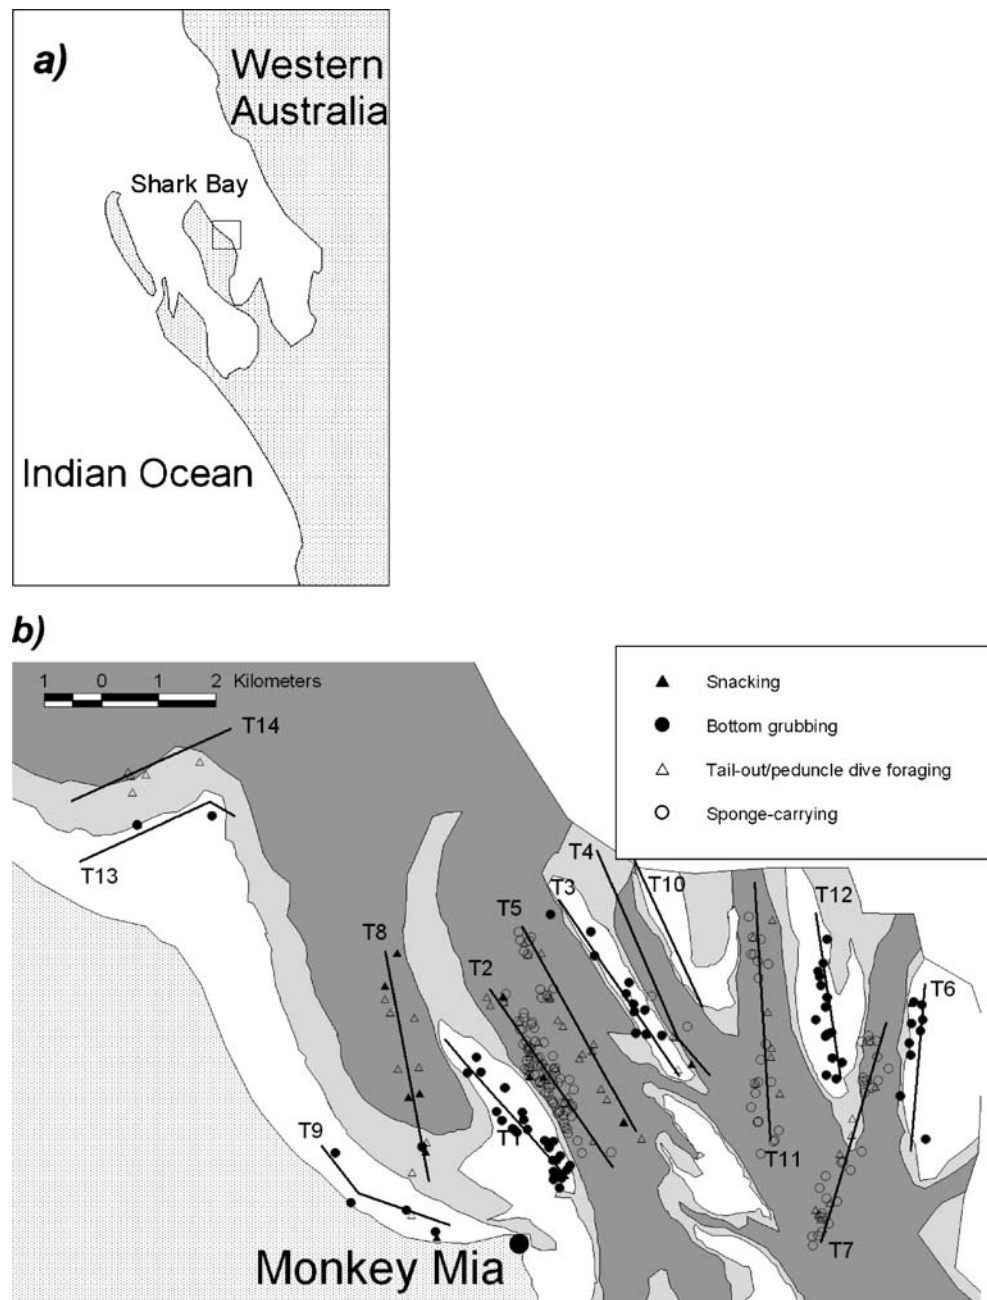 a)
Western
Australia
Shark Bay
Indian Ocean
b)
1 0 1 2 Kilometers
Snacking
Bottom grubbing
Tail-out/peduncle dive foraging
Sponge-carrying
T14
T13
T4
T3
T10
T12
T5
T8
T2
T6
T1
T9
T11
T7
Monkey Mia